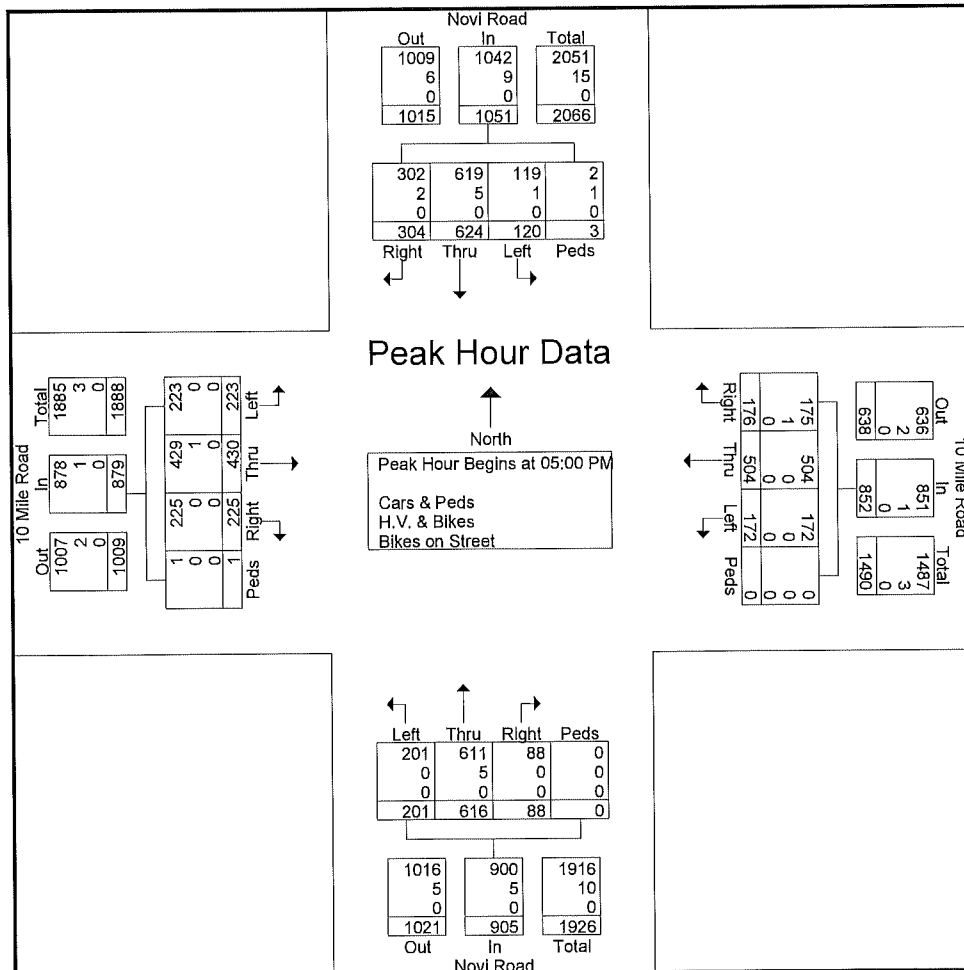 Novi Road
Out In Total
1009 1042 2051
6 9 15
0 0 0
1015 1051 2066
302 619 119 2
2 5 1 1
0 0 0 0
304 624 120 3
Right Thru Left Peds
Peak Hour Data
10 Mile Road
Total In Out
1885 878 1007
3 1 2
0 0 0
1888 879 1009
223 429 225 1
0 1 0 0
0 0 0 0
223 430 225 1
Left Thru Right Peds
North
Peak Hour Begins at 05:00 PM
Cars & Peds
H.V. & Bikes
Bikes on Street
Right Thru Left Peds
175 504 172 0
1 0 0 0
0 0 0 0
176 504 172 0
10 Mile Road
Out In Total
636 851 1487
2 1 3
0 0 0
638 852 1490
Left Thru Right Peds
201 611 88 0
0 5 0 0
0 0 0 0
201 616 88 0
1016 900 1916
5 5 10
0 0 0
1021 905 1926
Out In Total
Novi Road